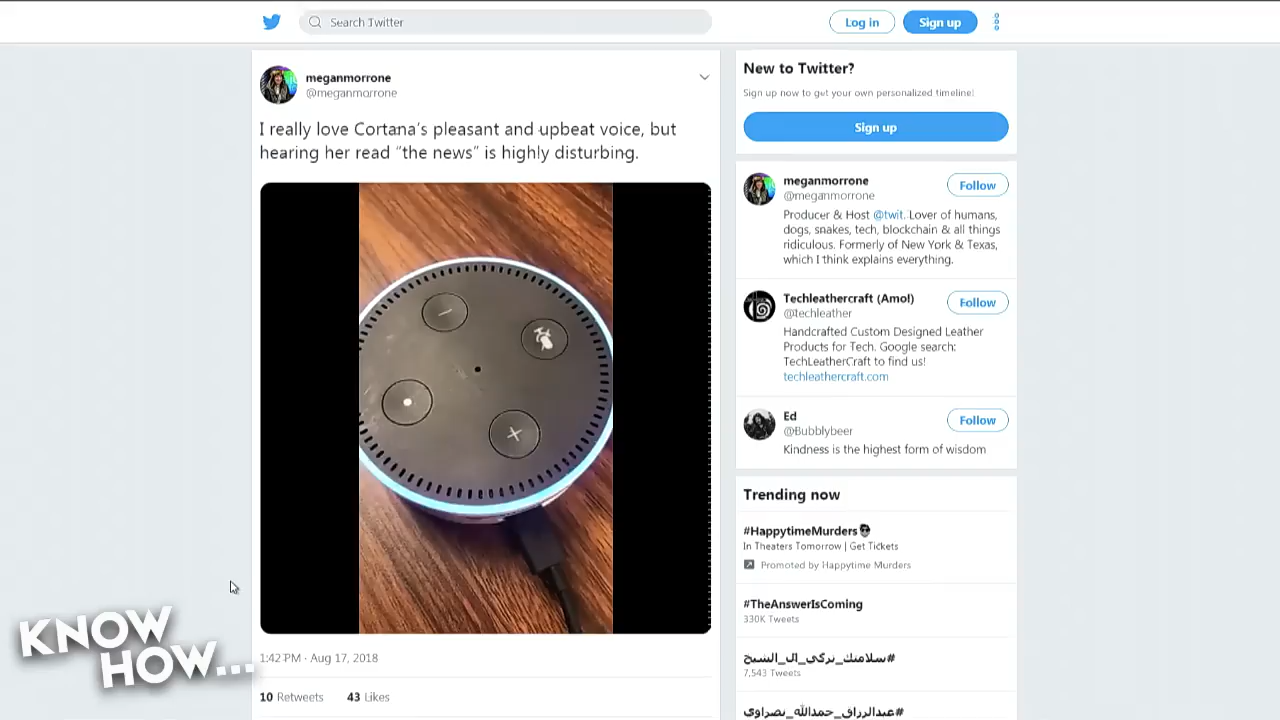 Search Twitter
Log in
Sign up
meganmorrone
@meganmorrone
I really love Cortana’s pleasant and upbeat voice, but
hearing her read “the news” is highly disturbing.
1:42 PM · Aug 17, 2018
10 Retweets 43 Likes
New to Twitter?
Sign up now to get your own personalized timeline!
Sign up
meganmorrone
@meganmorrone
Follow
Producer & Host @twit. Lover of humans,
dogs, snakes, tech, blockchain & all things
ridiculous. Formerly of New York & Texas,
which I think explains everything.
Techleathercraft (Amol)
@techleather
Follow
Handcrafted Custom Designed Leather
Products for Tech. Google search:
TechLeatherCraft to find us!
techleathercraft.com
Ed
@Bubblybeer
Follow
Kindness is the highest form of wisdom
Trending now
#HappytimeMurders
In Theaters Tomorrow | Get Tickets
Promoted by Happytime Murders
#TheAnswerIsComing
330K Tweets
#سلامتك_تركي_ال_الشيخ
7,543 Tweets
#عبدالرزاق_حمدالله_نصراوي
KNOW
HOW...